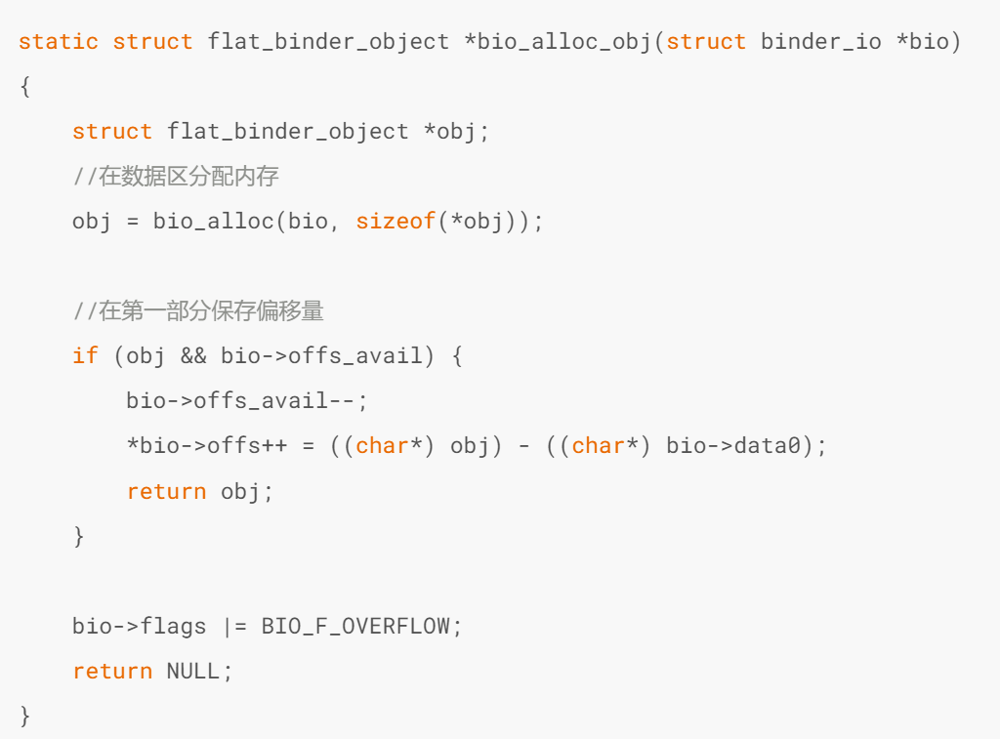 static struct flat_binder_object *bio_alloc_obj(struct binder_io *bio)
{
    struct flat_binder_object *obj;
    //在数据区分配内存
    obj = bio_alloc(bio, sizeof(*obj));

    //在第一部分保存偏移量
    if (obj && bio->offs_avail) {
        bio->offs_avail--;
        *bio->offs++ = ((char*) obj) - ((char*) bio->data0);
        return obj;
    }

    bio->flags |= BIO_F_OVERFLOW;
    return NULL;
}